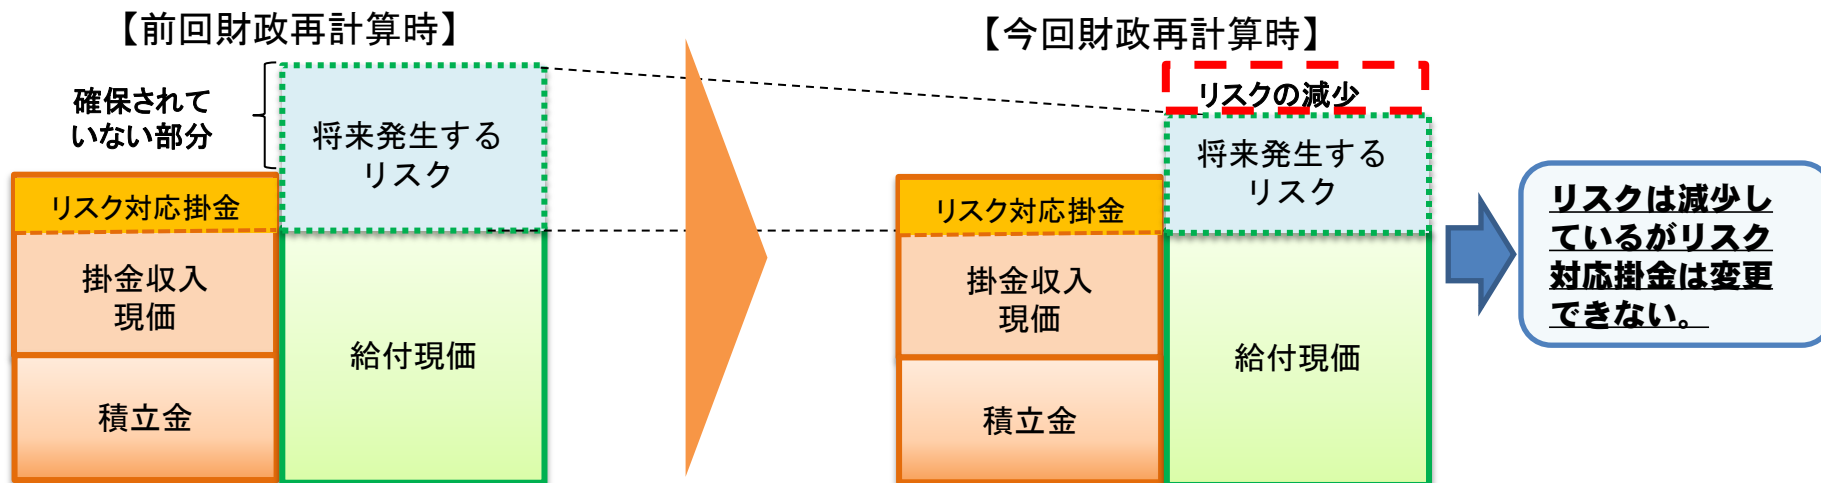 【前回財政再計算時】
確保されて
いない部分
将来発生する
リスク
リスク対応掛金
掛金収入
現価
給付現価
積立金
【今回財政再計算時】
リスクの減少
将来発生する
リスク
リスク対応掛金
掛金収入
現価
給付現価
積立金
リスクは減少し
ているがリスク
対応掛金は変更
できない。